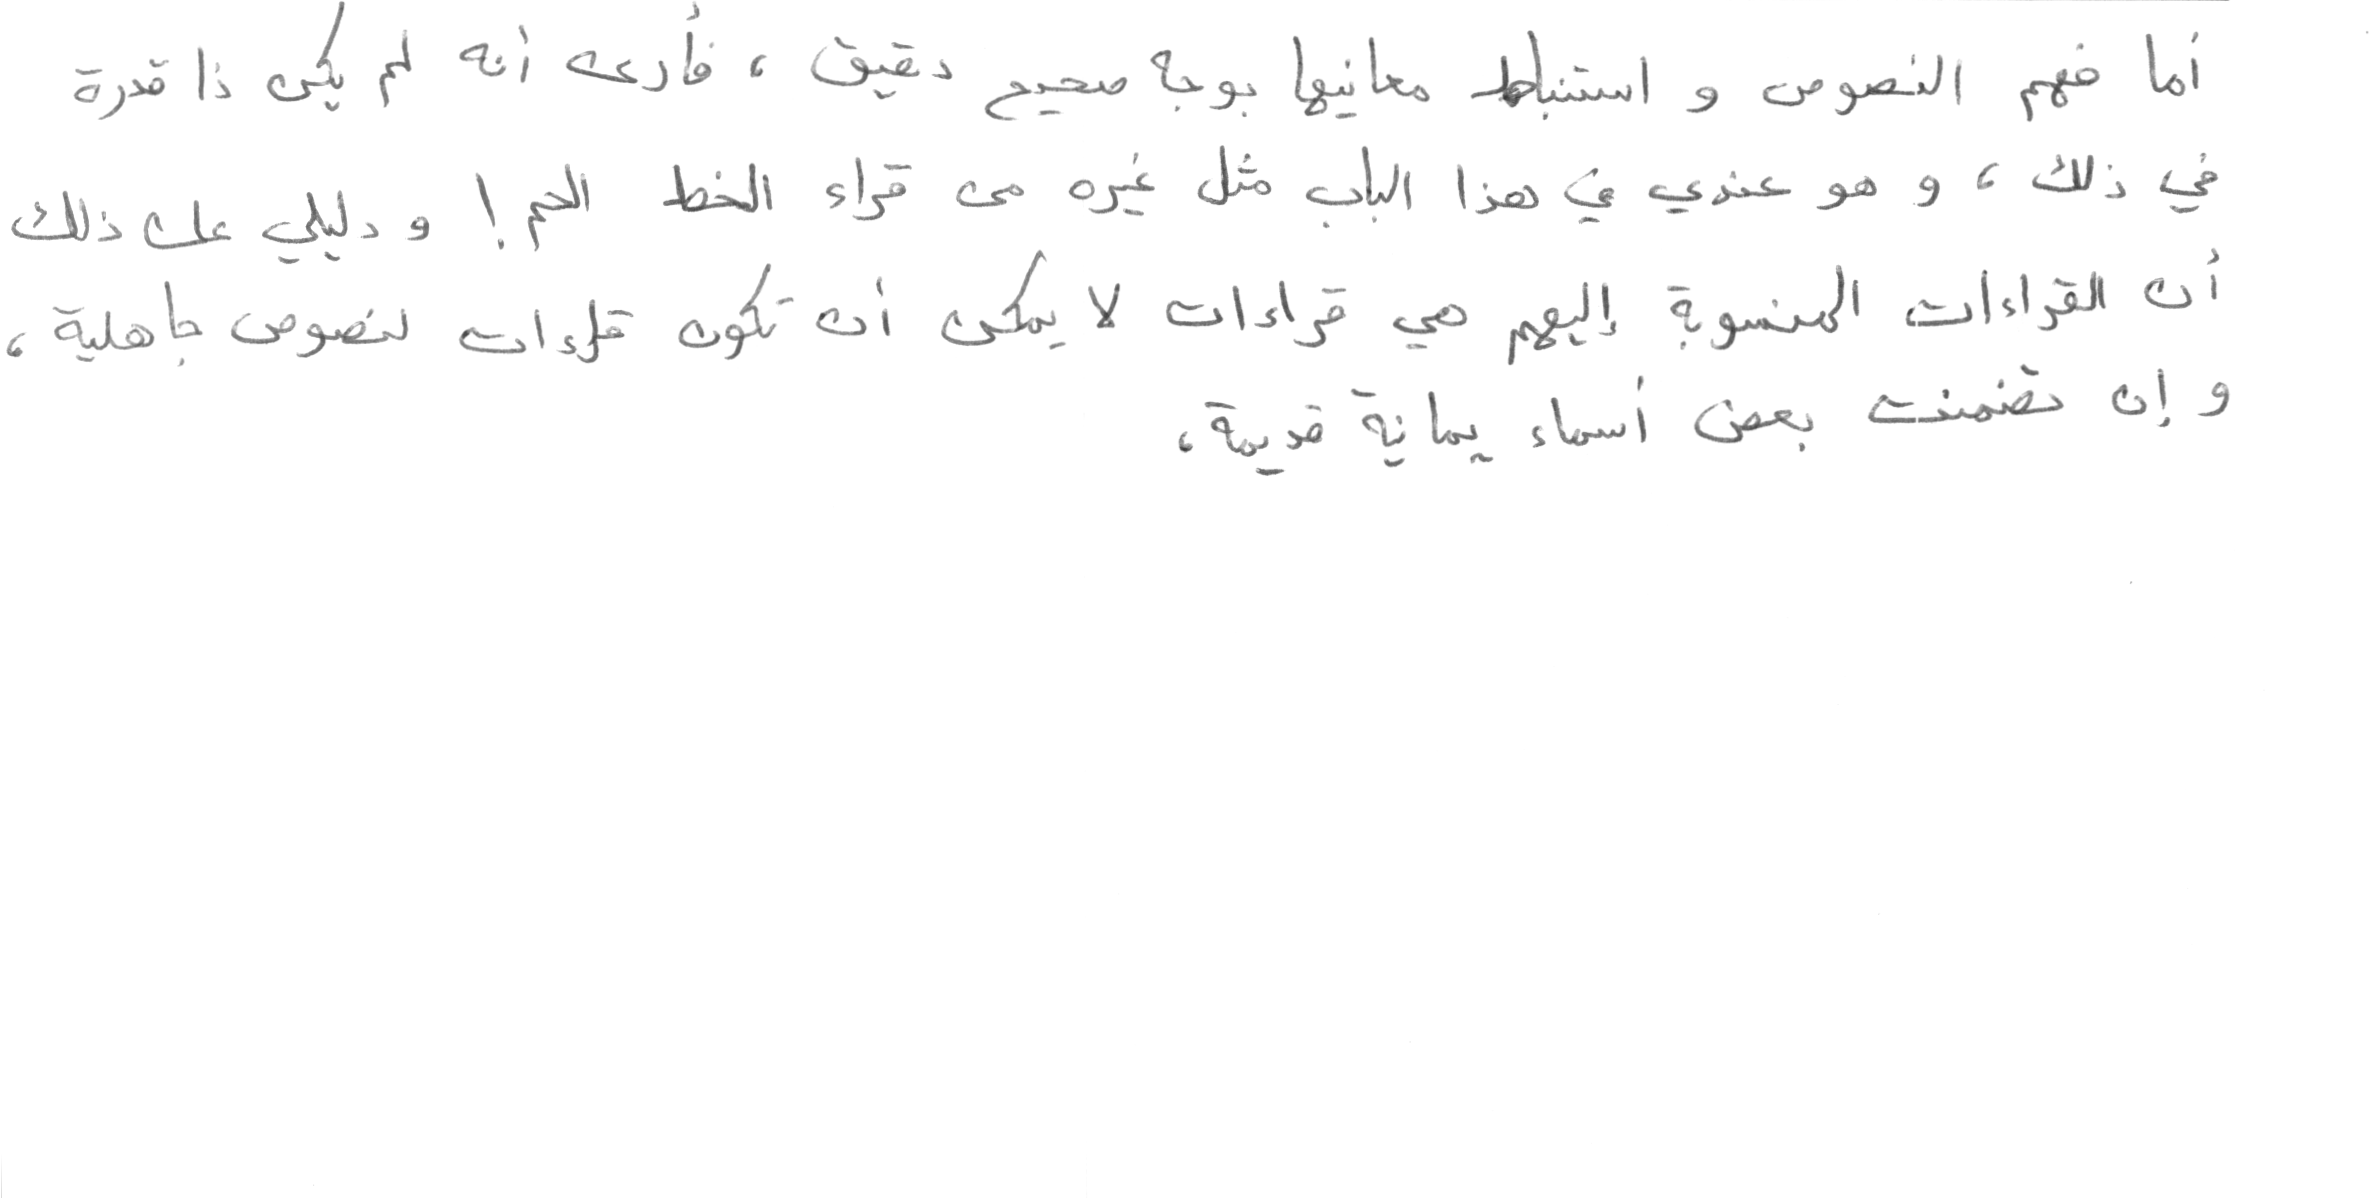 أما فهم النصوص و استنباط معانيها بوجه صحيح دقيق ، فأرى أنه لم يكن ذا قدرة
في ذلك ، و هو عندي في هذا الباب مثل غيره من قراء الخط الحم ! و دليلي على ذلك
أن القراءات المنسوبة إليهم هي قراءات لا يمكن أن تكون قراءات لنصوص جاهلية ،
و إن تضمنت بعض أسماء يمانية قديمة ،